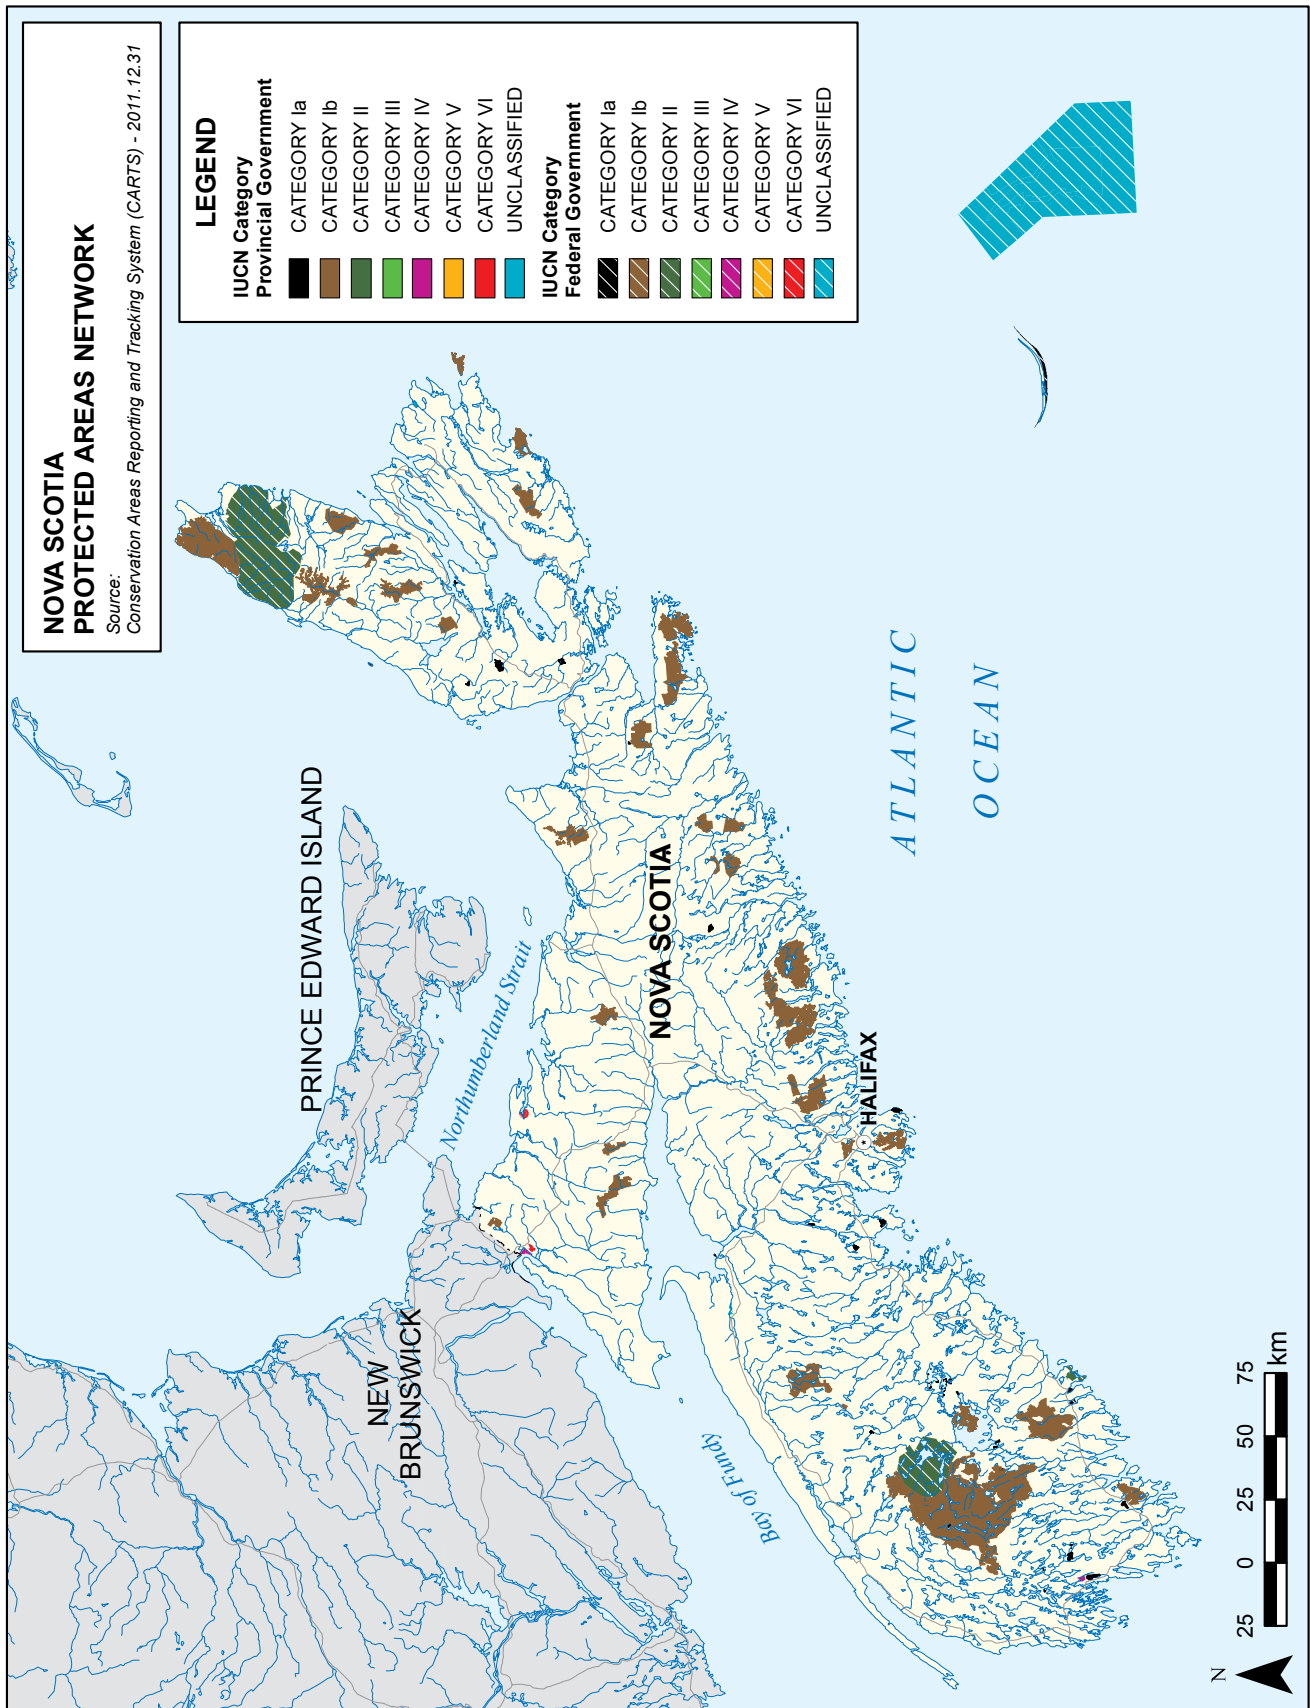 NOVA SCOTIA
PROTECTED AREAS NETWORK
Source:
Conservation Areas Reporting and Tracking System (CARTS) - 2011.12.31
LEGEND
IUCN Category
Provincial Government
CATEGORY Ia
CATEGORY Ib
CATEGORY II
CATEGORY III
CATEGORY IV
CATEGORY V
CATEGORY VI
UNCLASSIFIED
IUCN Category
Federal Government
CATEGORY Ia
CATEGORY Ib
CATEGORY II
CATEGORY III
CATEGORY IV
CATEGORY V
CATEGORY VI
UNCLASSIFIED
PRINCE EDWARD ISLAND
Northumberland Strait
NEW
BRUNSWICK
NOVA SCOTIA
HALIFAX
Bay of Fundy
ATLANTIC
OCEAN
N
25 0 25 50 75
km